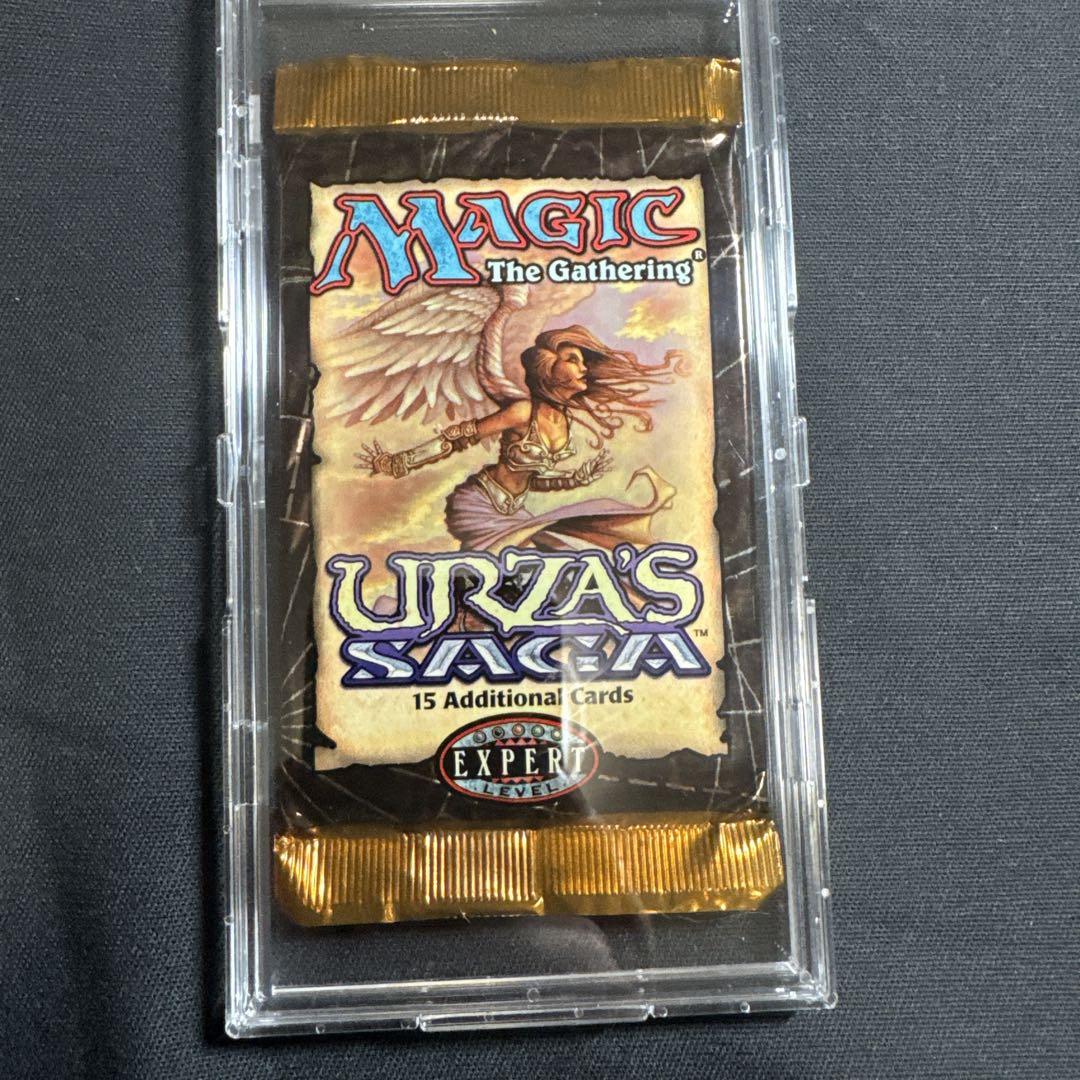 MAGIC
The Gathering®
URZA'S
SAGA™
15 Additional Cards
EXPERT
LEVEL